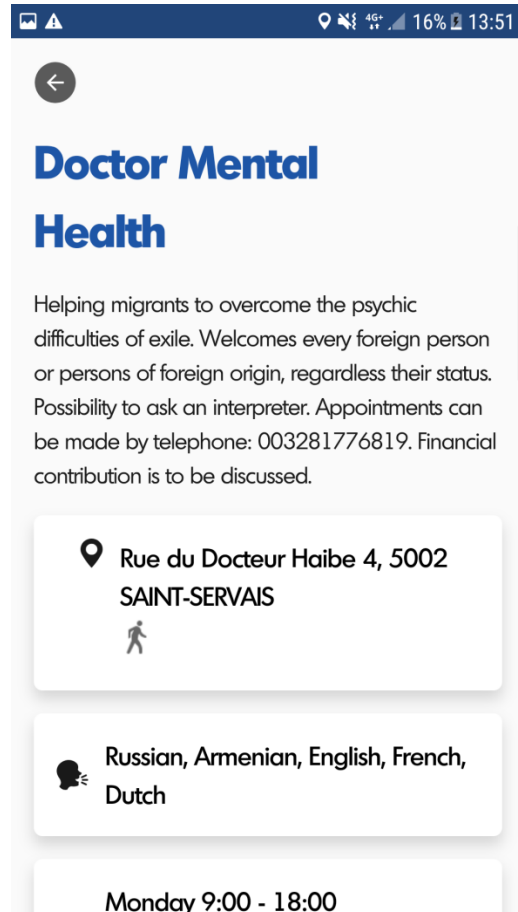 4G+ 16% 13:51
Doctor Mental
Health
Helping migrants to overcome the psychic
difficulties of exile. Welcomes every foreign person
or persons of foreign origin, regardless their status.
Possibility to ask an interpreter. Appointments can
be made by telephone: 003281776819. Financial
contribution is to be discussed.
Rue du Docteur Haibe 4, 5002
SAINT-SERVAIS
Russian, Armenian, English, French,
Dutch
Monday 9:00 - 18:00